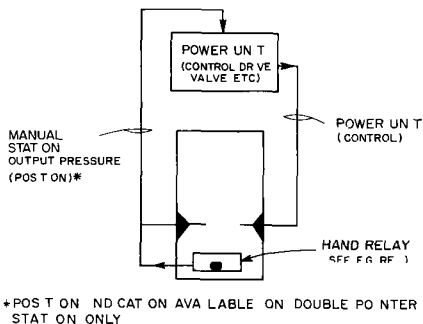 POWER UN T
(CONTROL DR VE
VALVE ETC)
MANUAL
STAT ON
OUTPUT PRESSURE
(POS T ON)*
POWER UN T
(CONTROL)
HAND RELAY
*POS T ON ND CAT ON AVA LABLE ON DOUBLE PO NTER
STAT ON ONLY